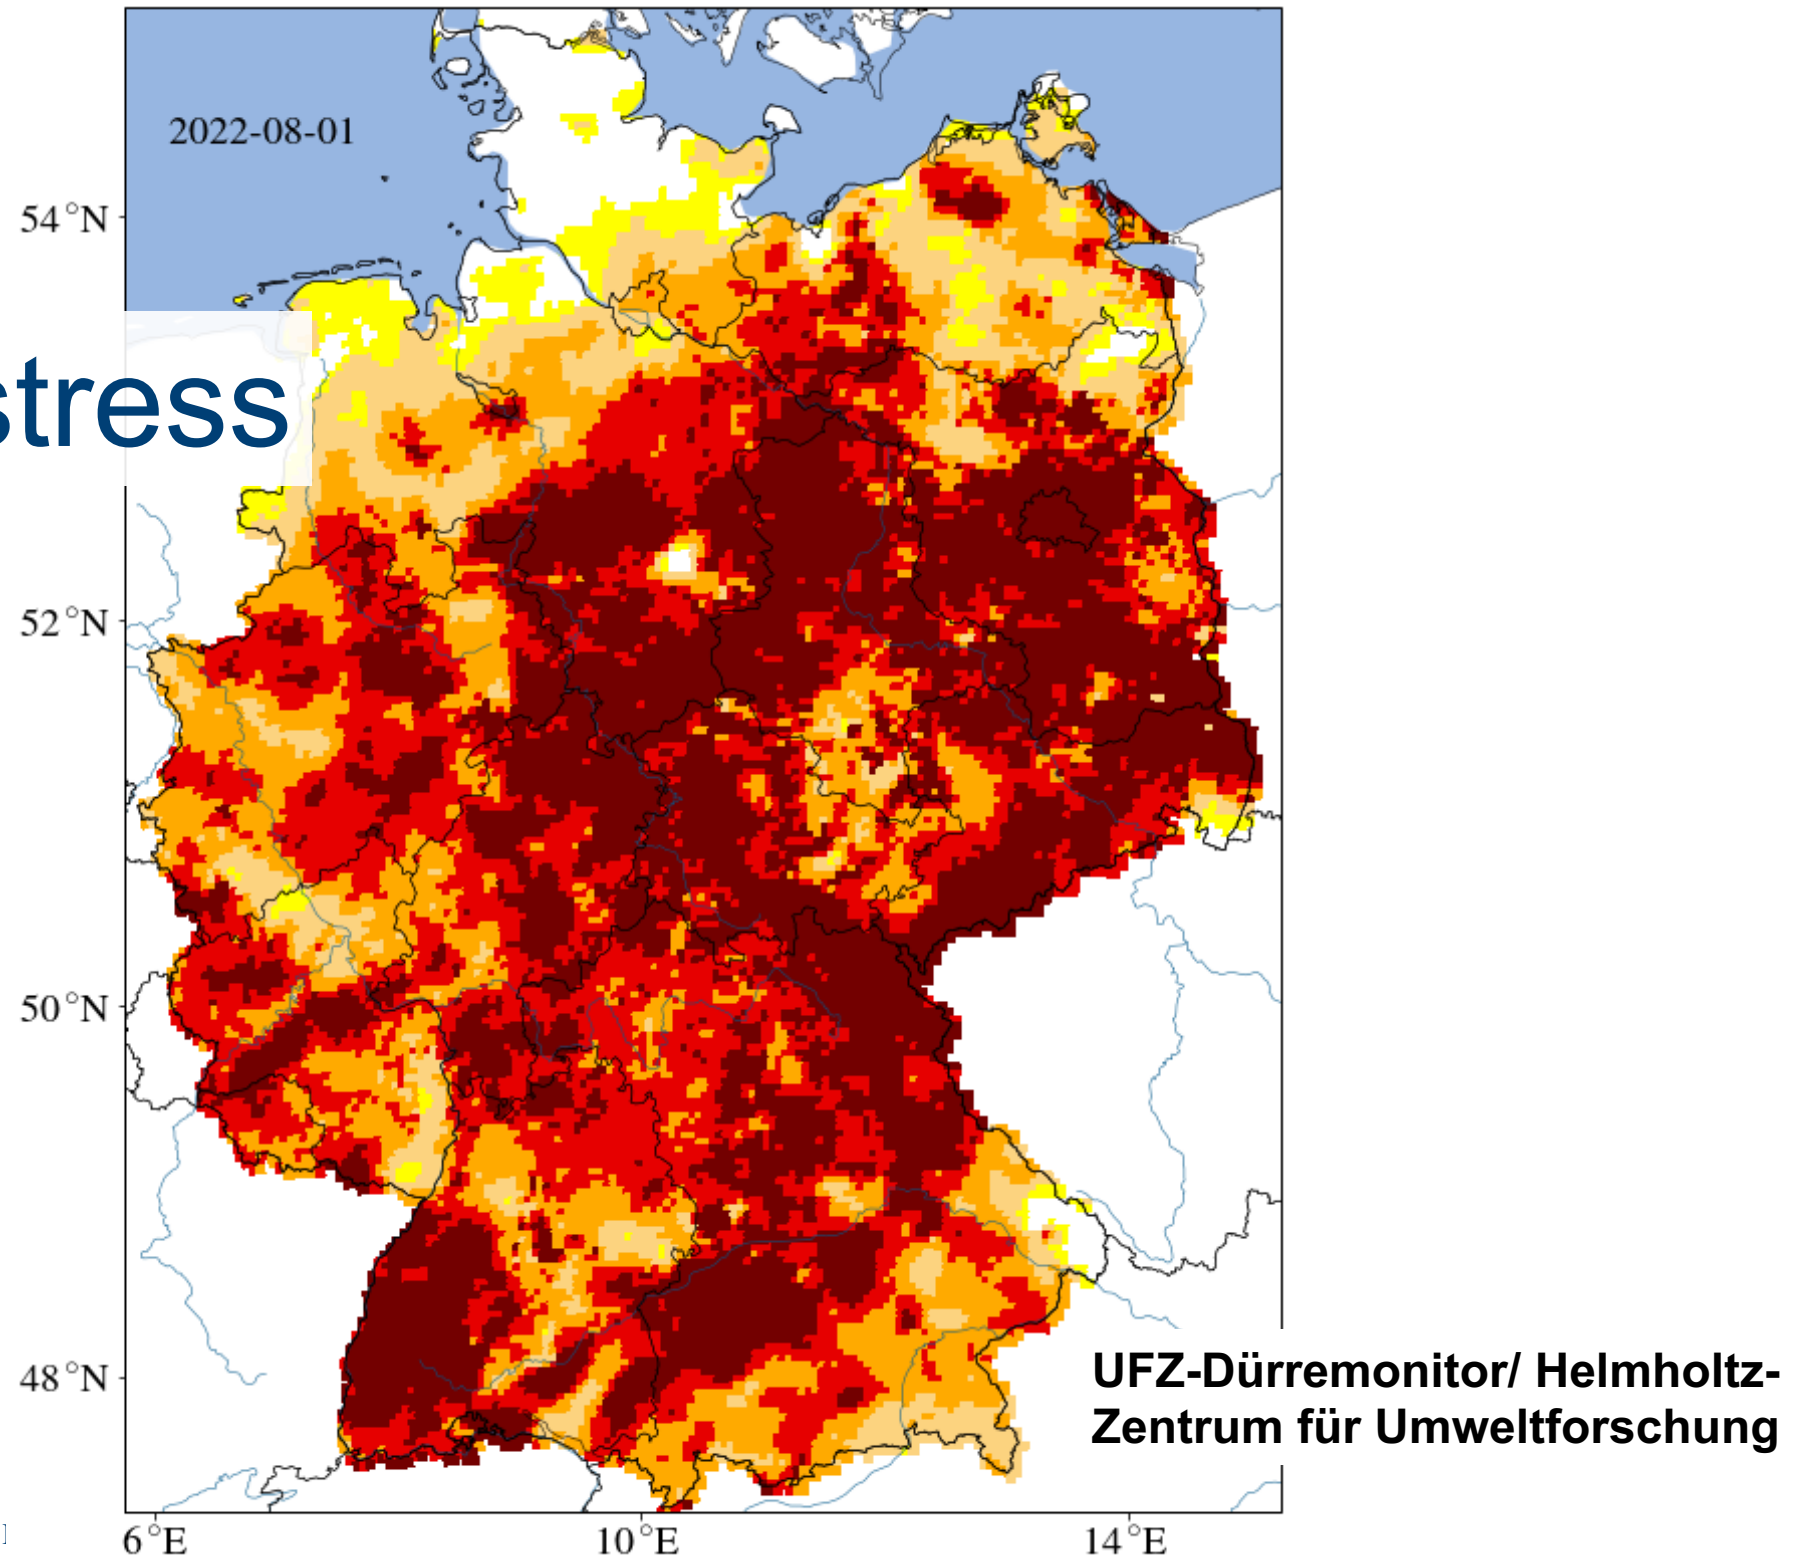 2022-08-01
54°N
stress
52°N
50°N
48°N
UFZ-Dürremonitor/ Helmholtz-
Zentrum für Umweltforschung
6°E 10°E 14°E